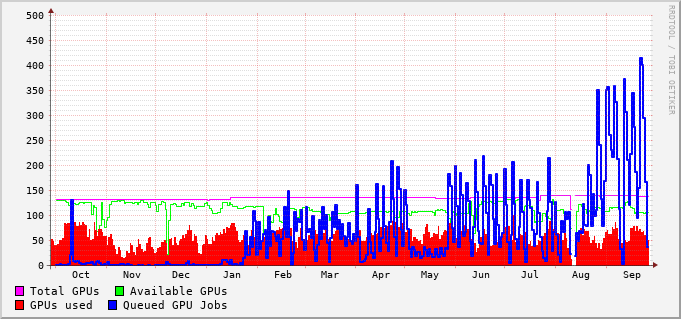 500
450
400
350
300
250
200
150
100
50
0
Oct Nov Dec Jan Feb Mar Apr May Jun Jul Aug Sep
Total GPUs Available GPUs
GPUs used Queued GPU Jobs
RRDTOOL / TOBI OETIKER